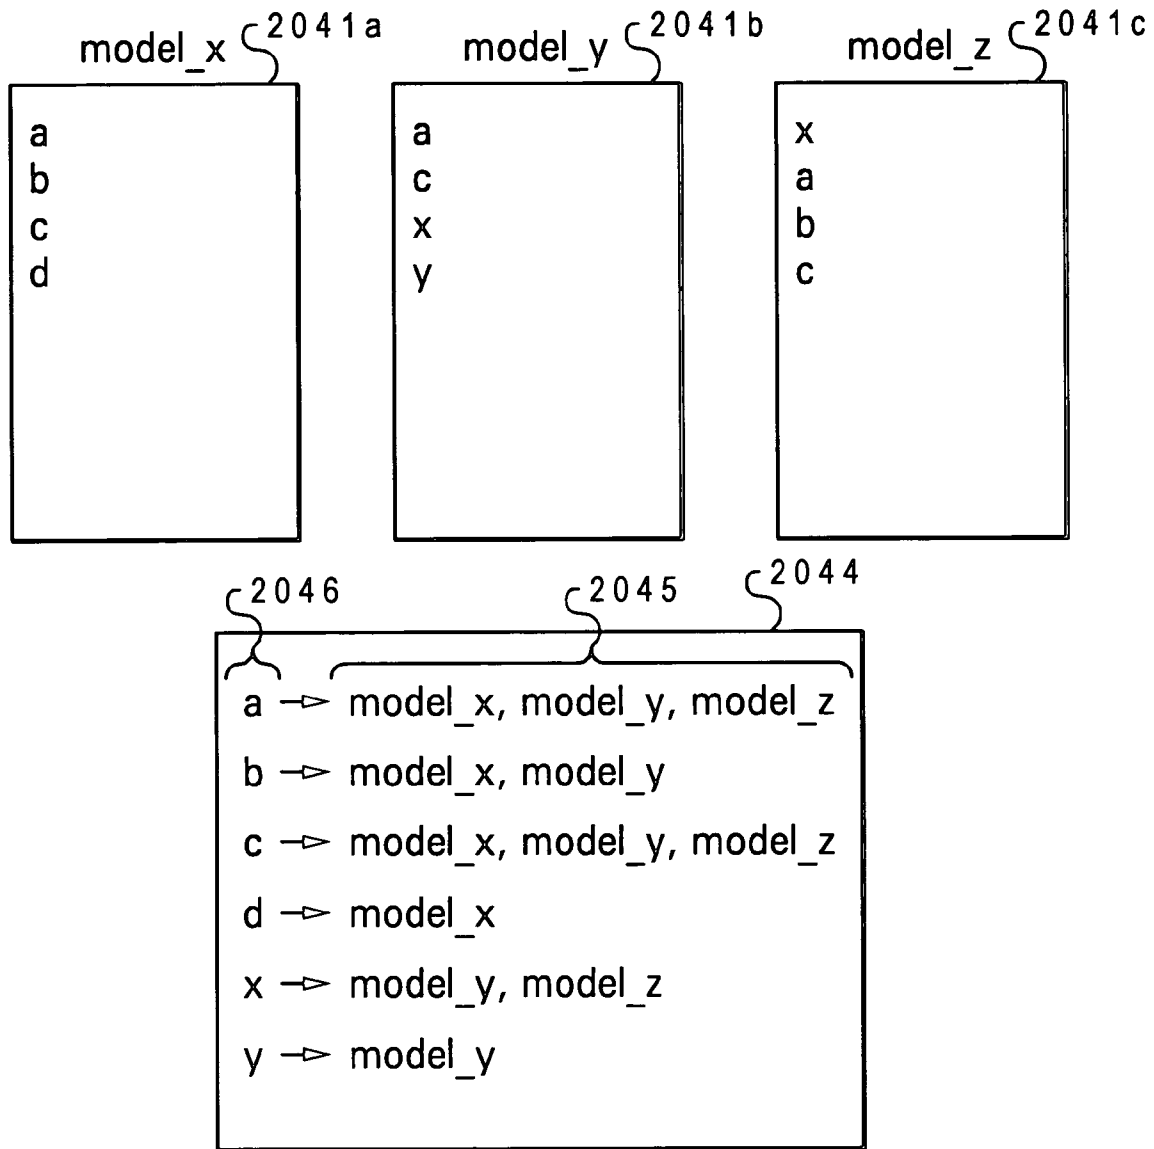 model_x 2041a
a
b
c
d
model_y 2041b
a
c
x
y
model_z 2041c
x
a
b
c
2046 2045 2044
a → model_x, model_y, model_z
b → model_x, model_y
c → model_x, model_y, model_z
d → model_x
x → model_y, model_z
y → model_y